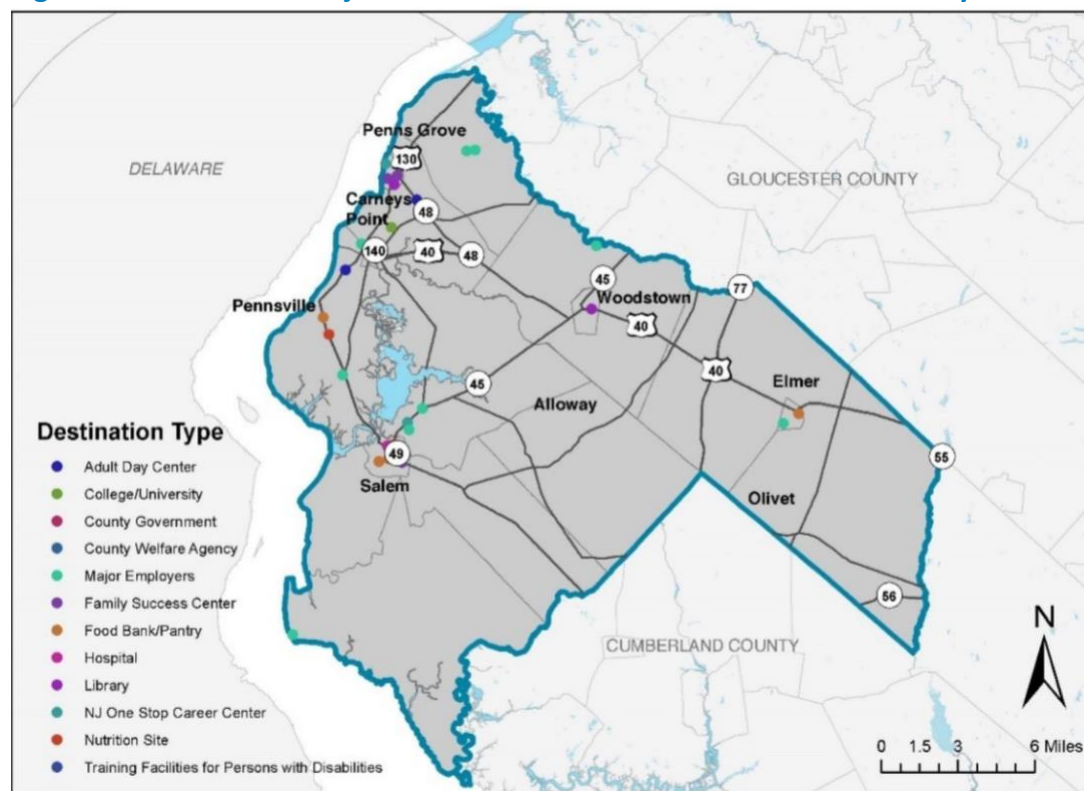 Penns Grove
130
DELAWARE
GLOUCESTER COUNTY
Carneys
Point
48
140
40
48
45
77
Woodstown
Pennsville
40
40
Elmer
45
Alloway
Destination Type
49
55
Adult Day Center
Salem
College/University
Olivet
County Government
County Welfare Agency
Major Employers
56
Family Success Center
Food Bank/Pantry
N
CUMBERLAND COUNTY
Hospital
Library
NJ One Stop Career Center
Nutrition Site
0 1.5 3 6 Miles
Training Facilities for Persons with Disabilities